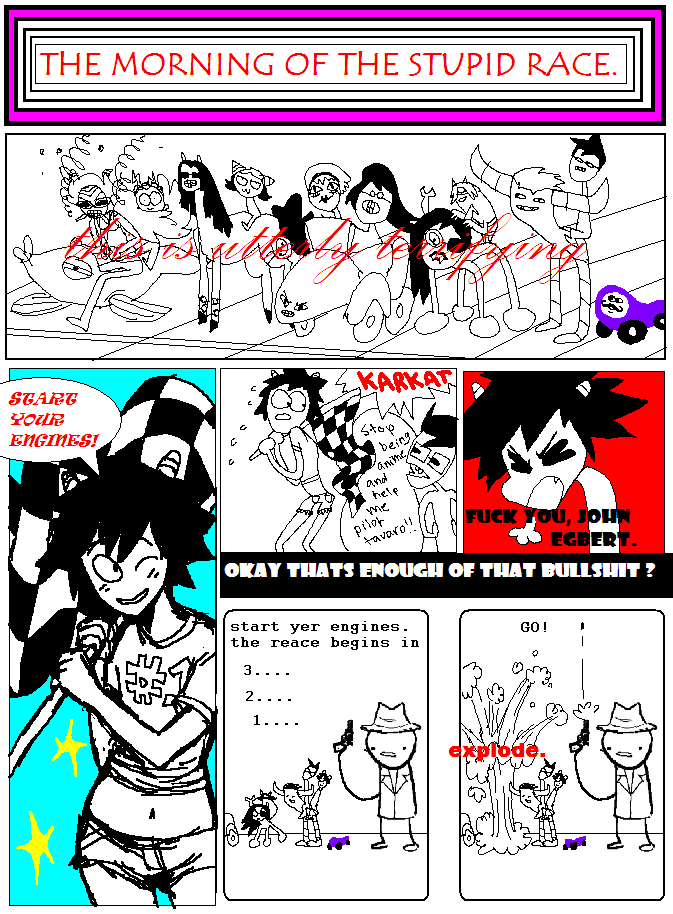 THE MORNING OF THE STUPID RACE.
this is utterly terrifying
START
YOUR
ENGINES!
#1
KARKAT
Stop
being
anime
and
help
me
pilot
tavaro!!
FUCK YOU, JOHN
EGBERT.
OKAY THATS ENOUGH OF THAT BULLSHIT ?
start yer engines.
the reace begins in
3....
2....
1....
GO!
explode.